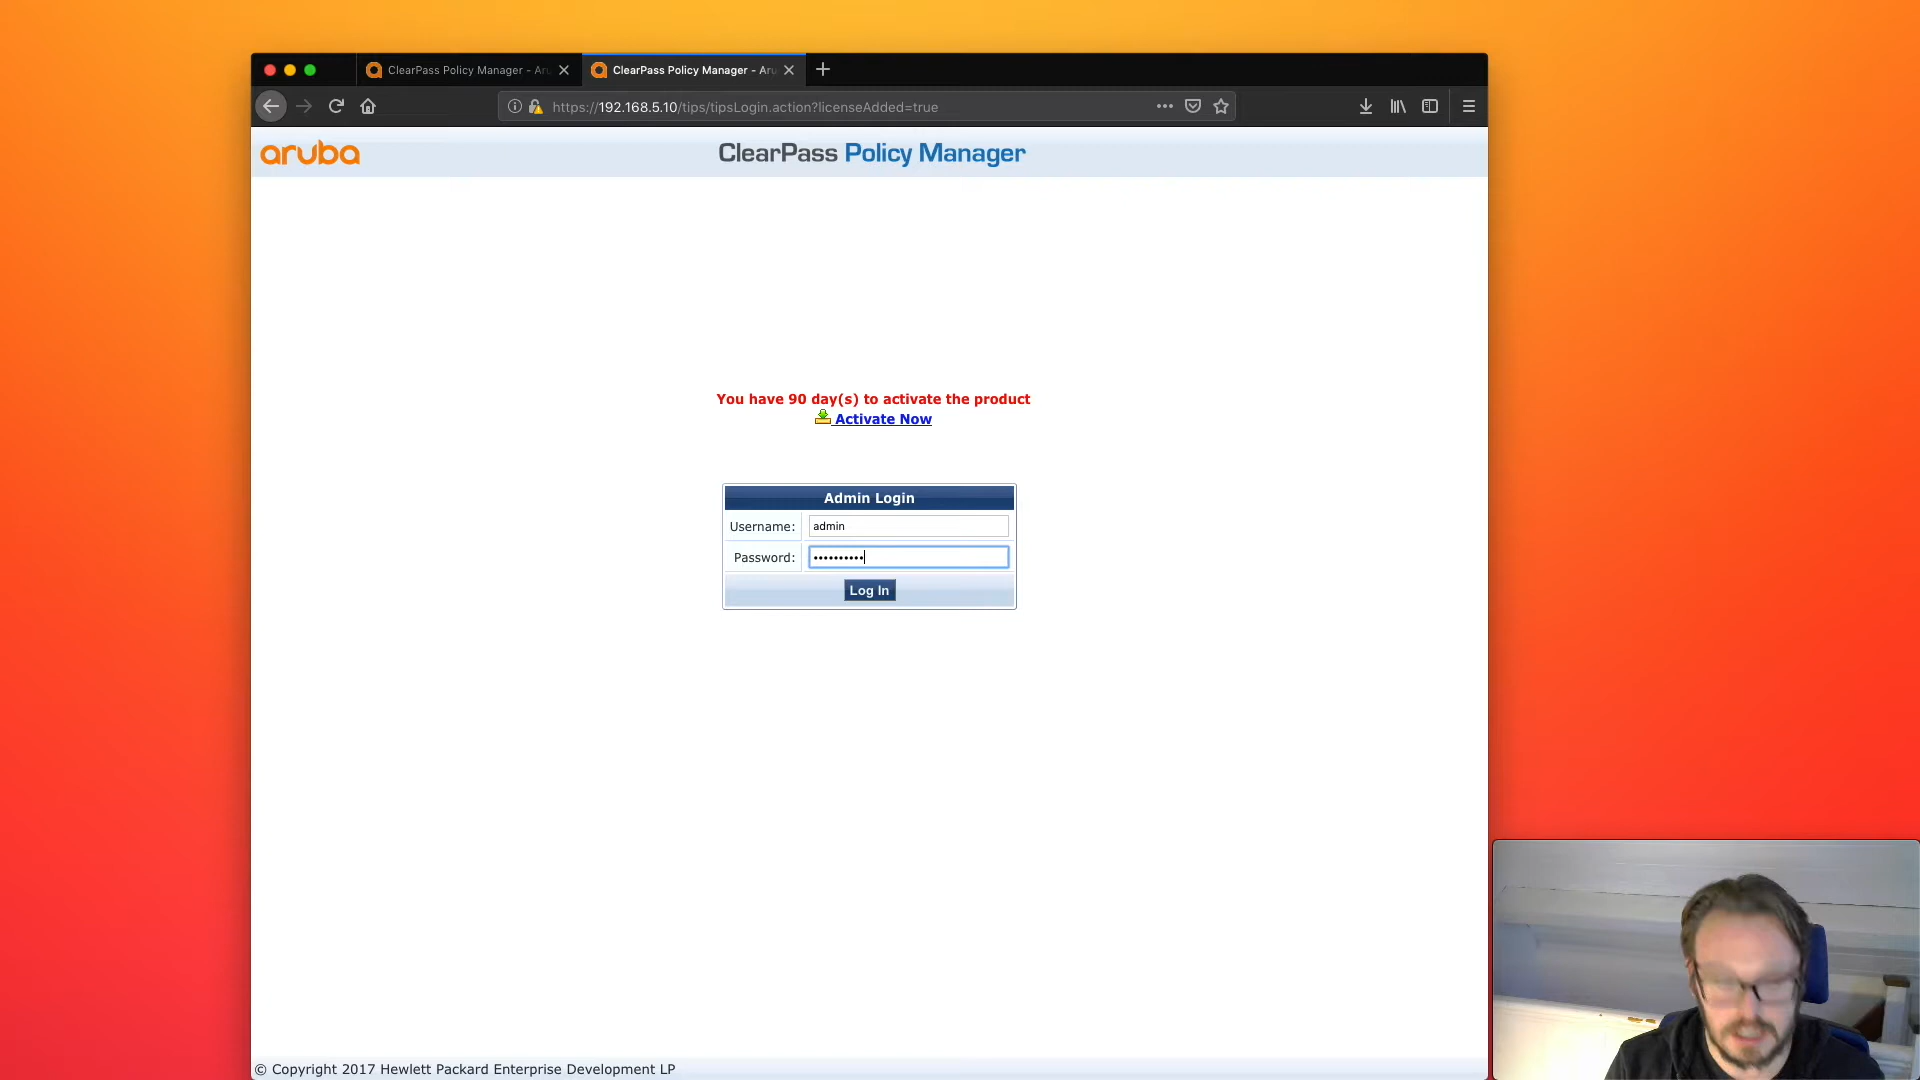 ClearPass Policy Manager - Aru
ClearPass Policy Manager - Aru
https://192.168.5.10/tips/tipsLogin.action?licenseAdded=true
aruba
ClearPass Policy Manager
You have 90 day(s) to activate the product
Activate Now
Admin Login
Username: admin
Password: ••••••••••
Log In
© Copyright 2017 Hewlett Packard Enterprise Development LP